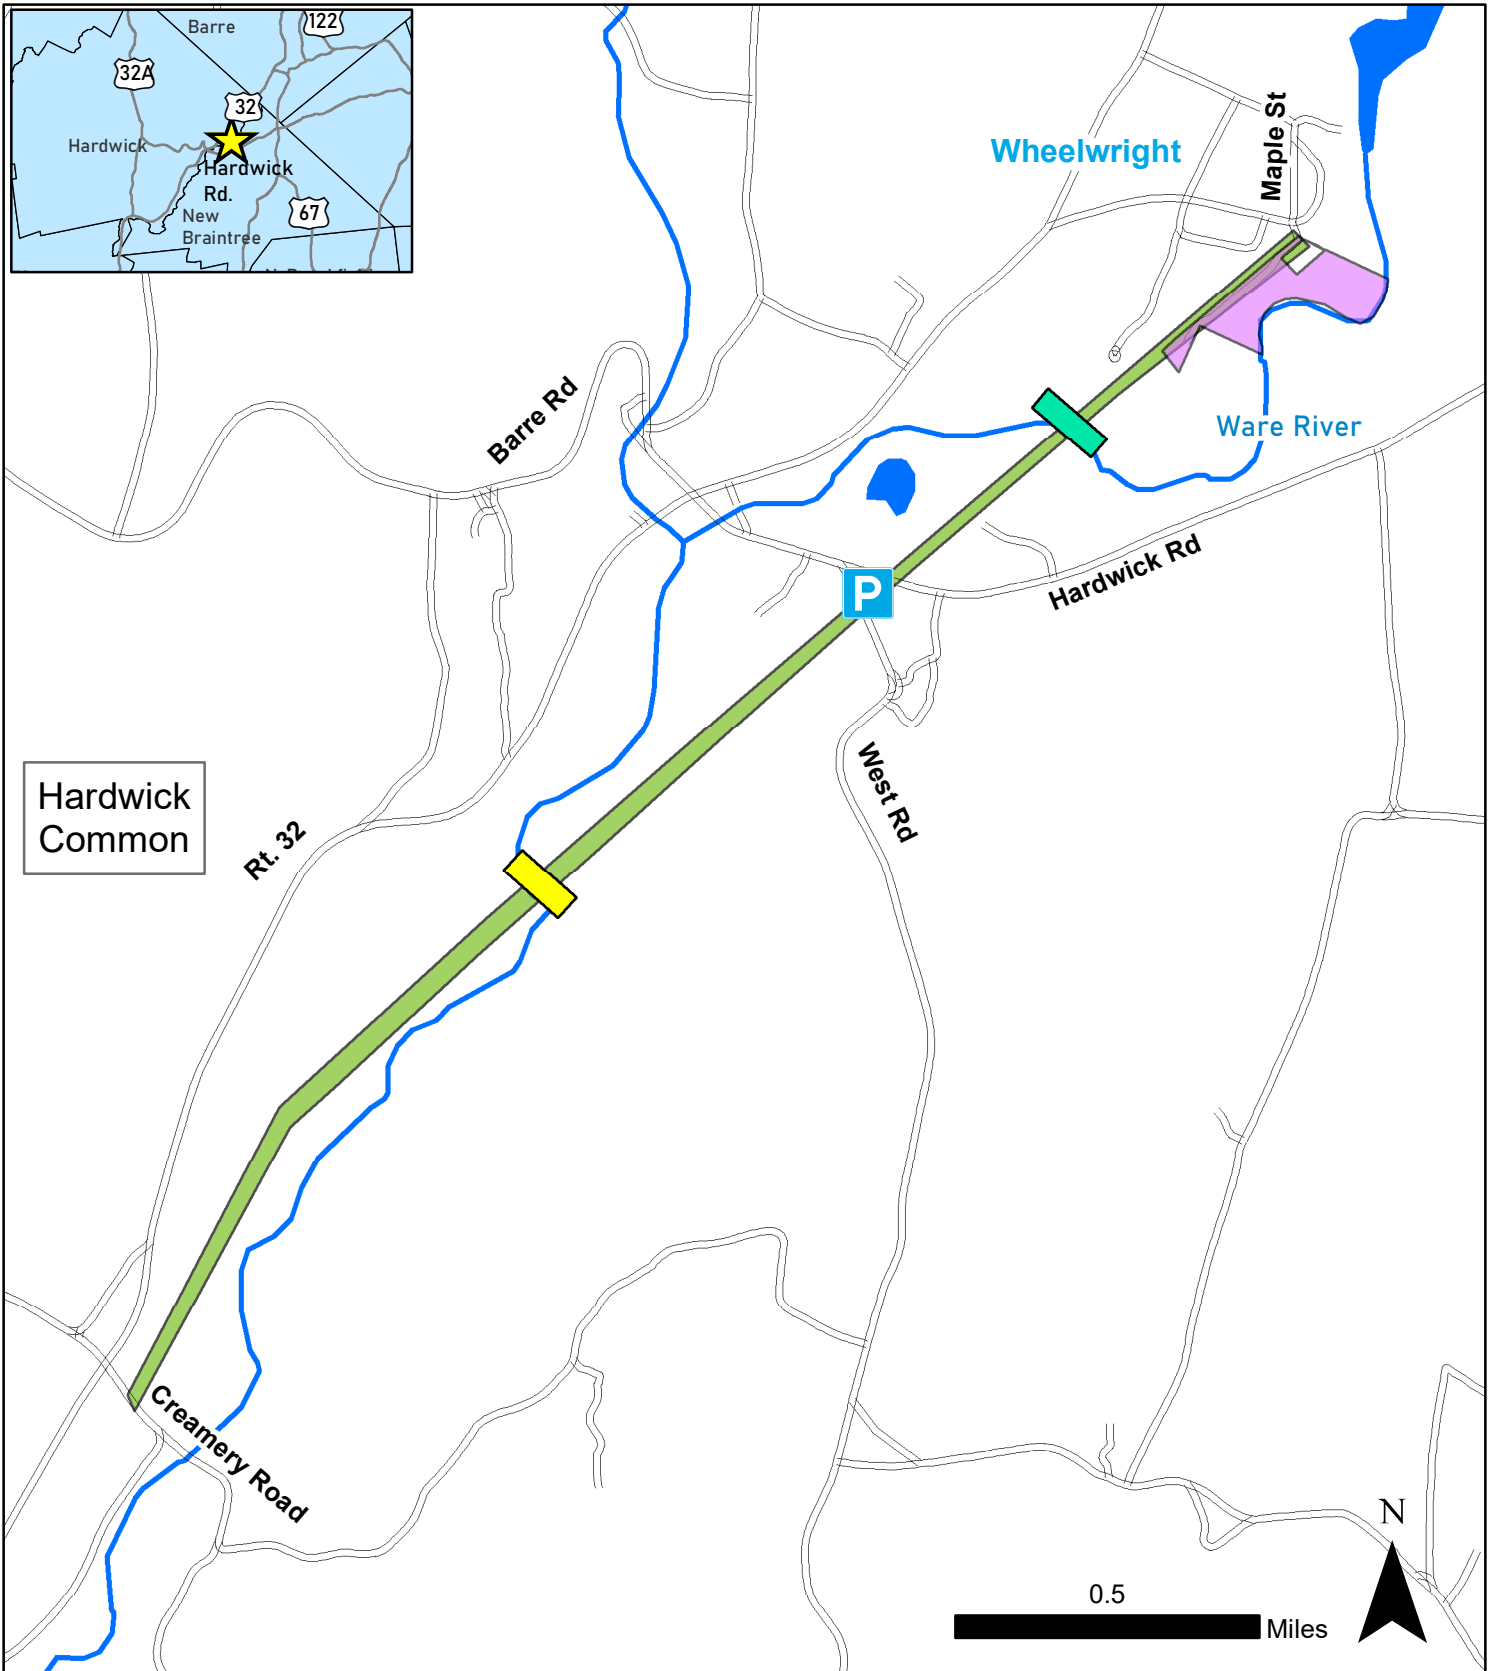 Barre
122
32A
32
Hardwick
Hardwick
Rd.
New
Braintree
67
Wheelwright
Maple St
Barre Rd
Ware River
Hardwick Rd
P
West Rd
Hardwick
Common
Rt. 32
Creamery Road
N
0.5
Miles